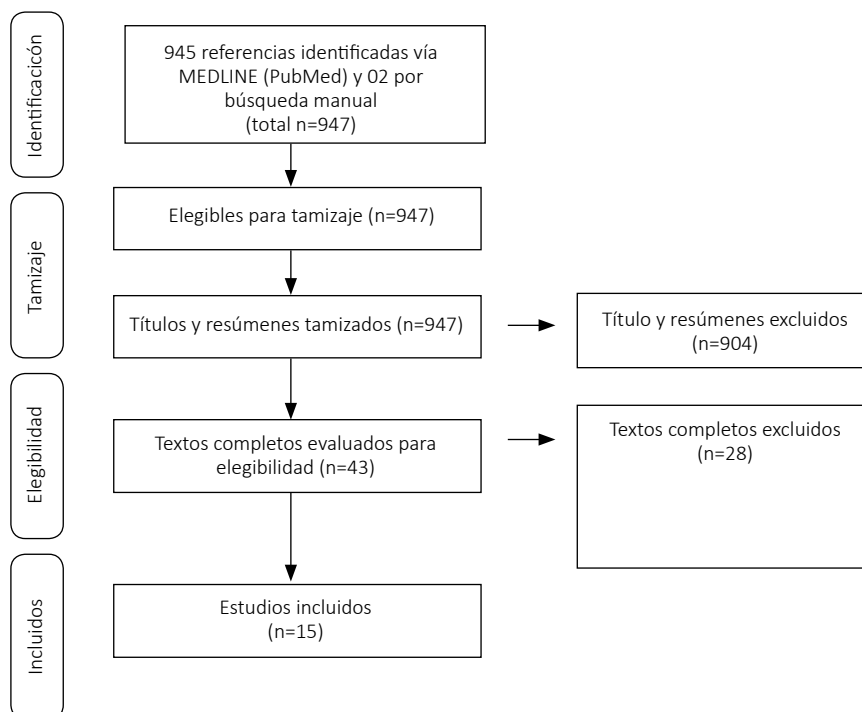 Identificacicón
945 referencias identificadas vía
MEDLINE (PubMed) y 02 por
búsqueda manual
(total n=947)
Tamizaje
Elegibles para tamizaje (n=947)
Títulos y resúmenes tamizados (n=947)
Título y resúmenes excluidos
(n=904)
Elegibilidad
Textos completos evaluados para
elegibilidad (n=43)
Textos completos excluidos
(n=28)
Incluidos
Estudios incluidos
(n=15)